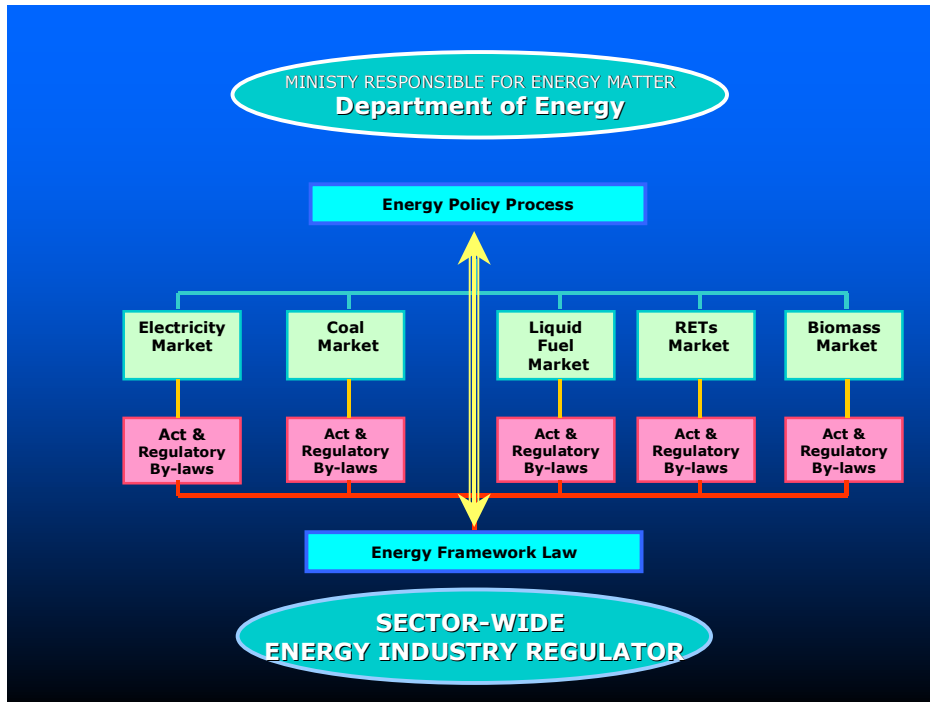 MINISTY RESPONSIBLE FOR ENERGY MATTER
Department of Energy
Energy Policy Process
Electricity
Market
Coal
Market
Liquid
Fuel
Market
RETs
Market
Biomass
Market
Act &
Regulatory
By-laws
Act &
Regulatory
By-laws
Act &
Regulatory
By-laws
Act &
Regulatory
By-laws
Act &
Regulatory
By-laws
Energy Framework Law
SECTOR-WIDE
ENERGY INDUSTRY REGULATOR